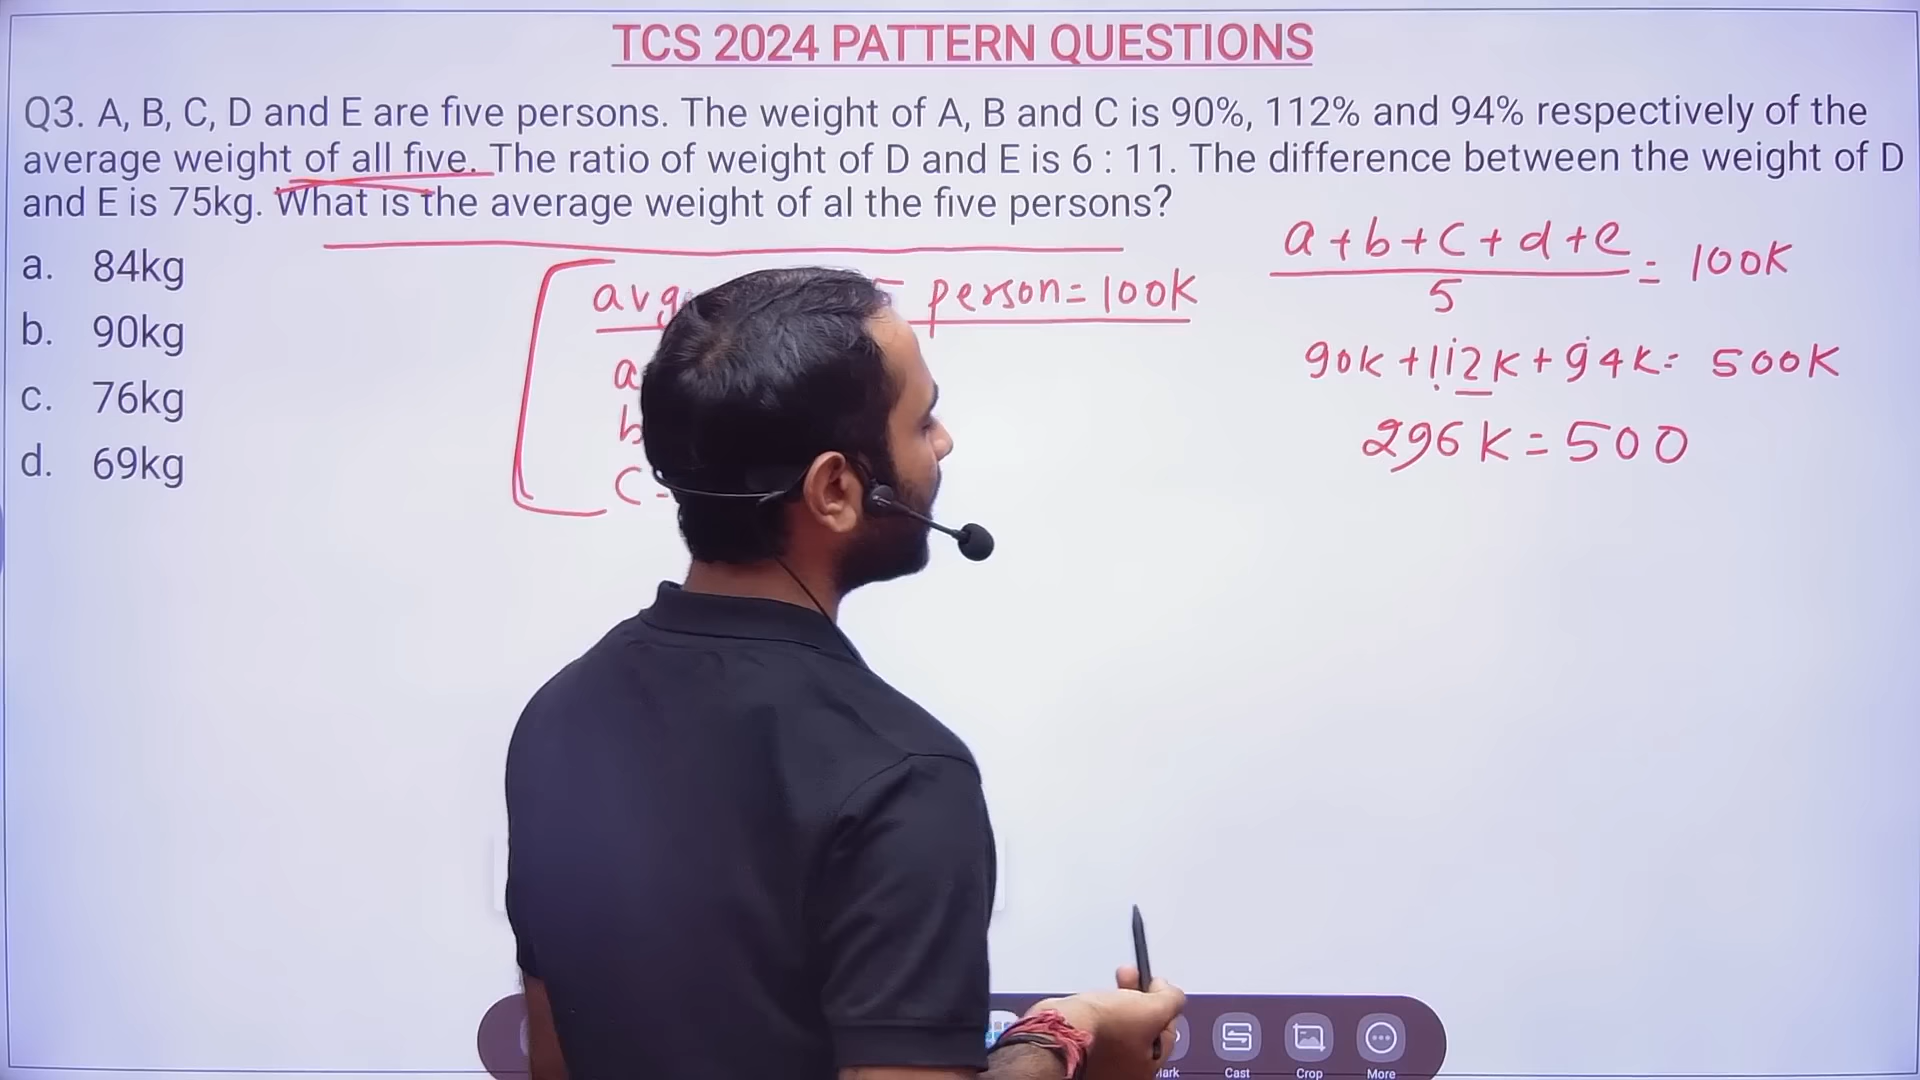 TCS 2024 PATTERN QUESTIONS
Q3. A, B, C, D and E are five persons. The weight of A, B and C is 90%, 112% and 94% respectively of the
average weight of all five. The ratio of weight of D and E is 6 : 11. The difference between the weight of D
and E is 75kg. What is the average weight of al the five persons?
a. 84kg
b. 90kg
c. 76kg
d. 69kg
avg person = 100K
a
b
c -
a + b + c + d + e
5
= 100K
90K + 112K + 94K = 500K
296K = 500
Cast
Crop
More